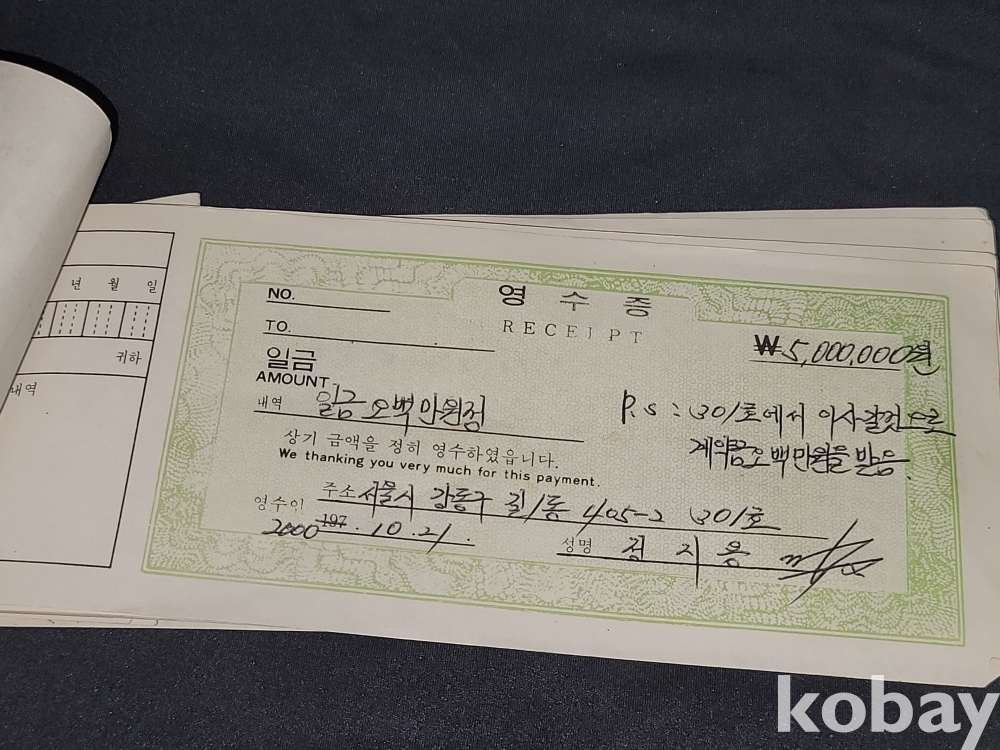 년 월 일
귀하
내역
영수증
NO.
RECEIPT
TO.
₩5,000,000원
일금
AMOUNT
내역 일금 오백만원정
P.S : 301호에서 이사갈것으로
계약금오백만원을 받음.
상기 금액을 정히 영수하였읍니다.
We thanking you very much for this payment.
영수인 주소 서울시 강동구 길1동 405-2 301호
2000 197 . 10 . 21 .
성명 정지용
kobay